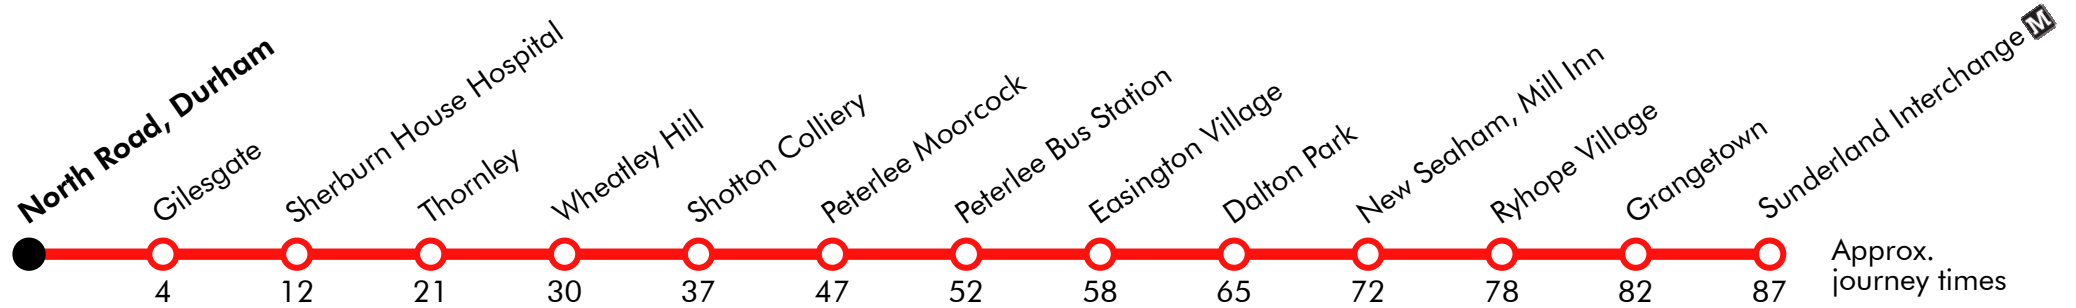 North Road, Durham
Gilesgate
Sherburn House Hospital
Thornley
Wheatley Hill
Shotton Colliery
Peterlee Moorcock
Peterlee Bus Station
Easington Village
Dalton Park
New Seaham, Mill Inn
Ryhope Village
Grangetown
Sunderland Interchange M
4 12 21 30 37 47 52 58 65 72 78 82 87
Approx.
journey times